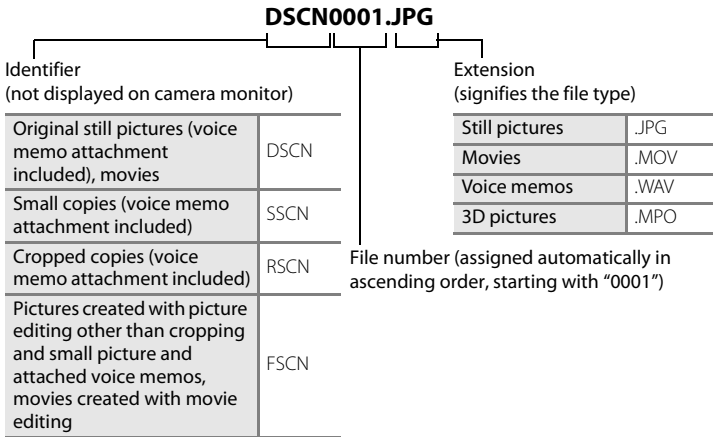 DSCN0001.JPG
Identifier
(not displayed on camera monitor)
Original still pictures (voice
memo attachment
included), movies
DSCN
Small copies (voice memo
attachment included)
SSCN
Cropped copies (voice
memo attachment included)
RSCN
Pictures created with picture
editing other than cropping
and small picture and
attached voice memos,
movies created with movie
editing
FSCN
Extension
(signifies the file type)
Still pictures .JPG
Movies .MOV
Voice memos .WAV
3D pictures .MPO
File number (assigned automatically in
ascending order, starting with “0001”)